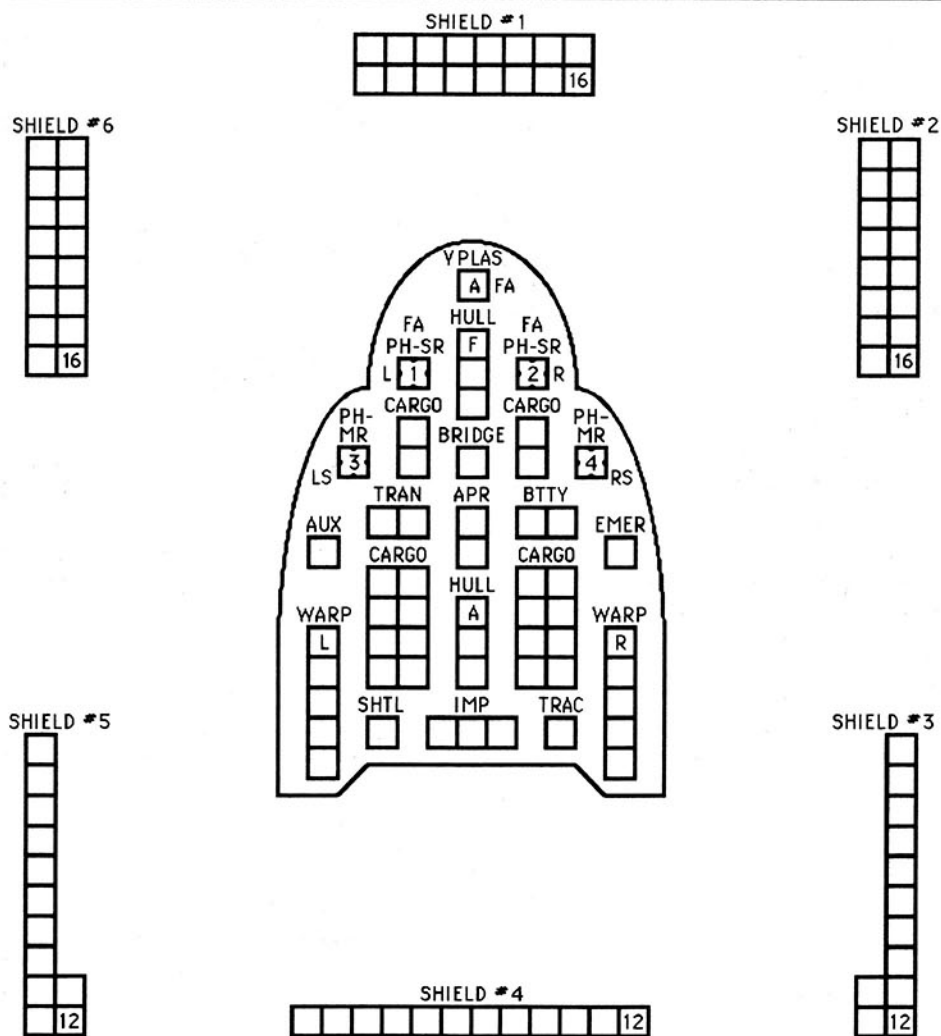 SHIELD #1
16
SHIELD #6
SHIELD #2
16
16
Y PLAS
A FA
HULL
F
FA
PH-SR
L 1
FA
PH-SR
2 R
CARGO
CARGO
PH-
MR
3
LS
BRIDGE
PH-
MR
4
RS
TRAN
APR
BTTY
AUX
EMER
CARGO
CARGO
HULL
A
WARP
L
WARP
R
SHTL
IMP
TRAC
SHIELD #5
SHIELD #3
12
SHIELD #4
12
12